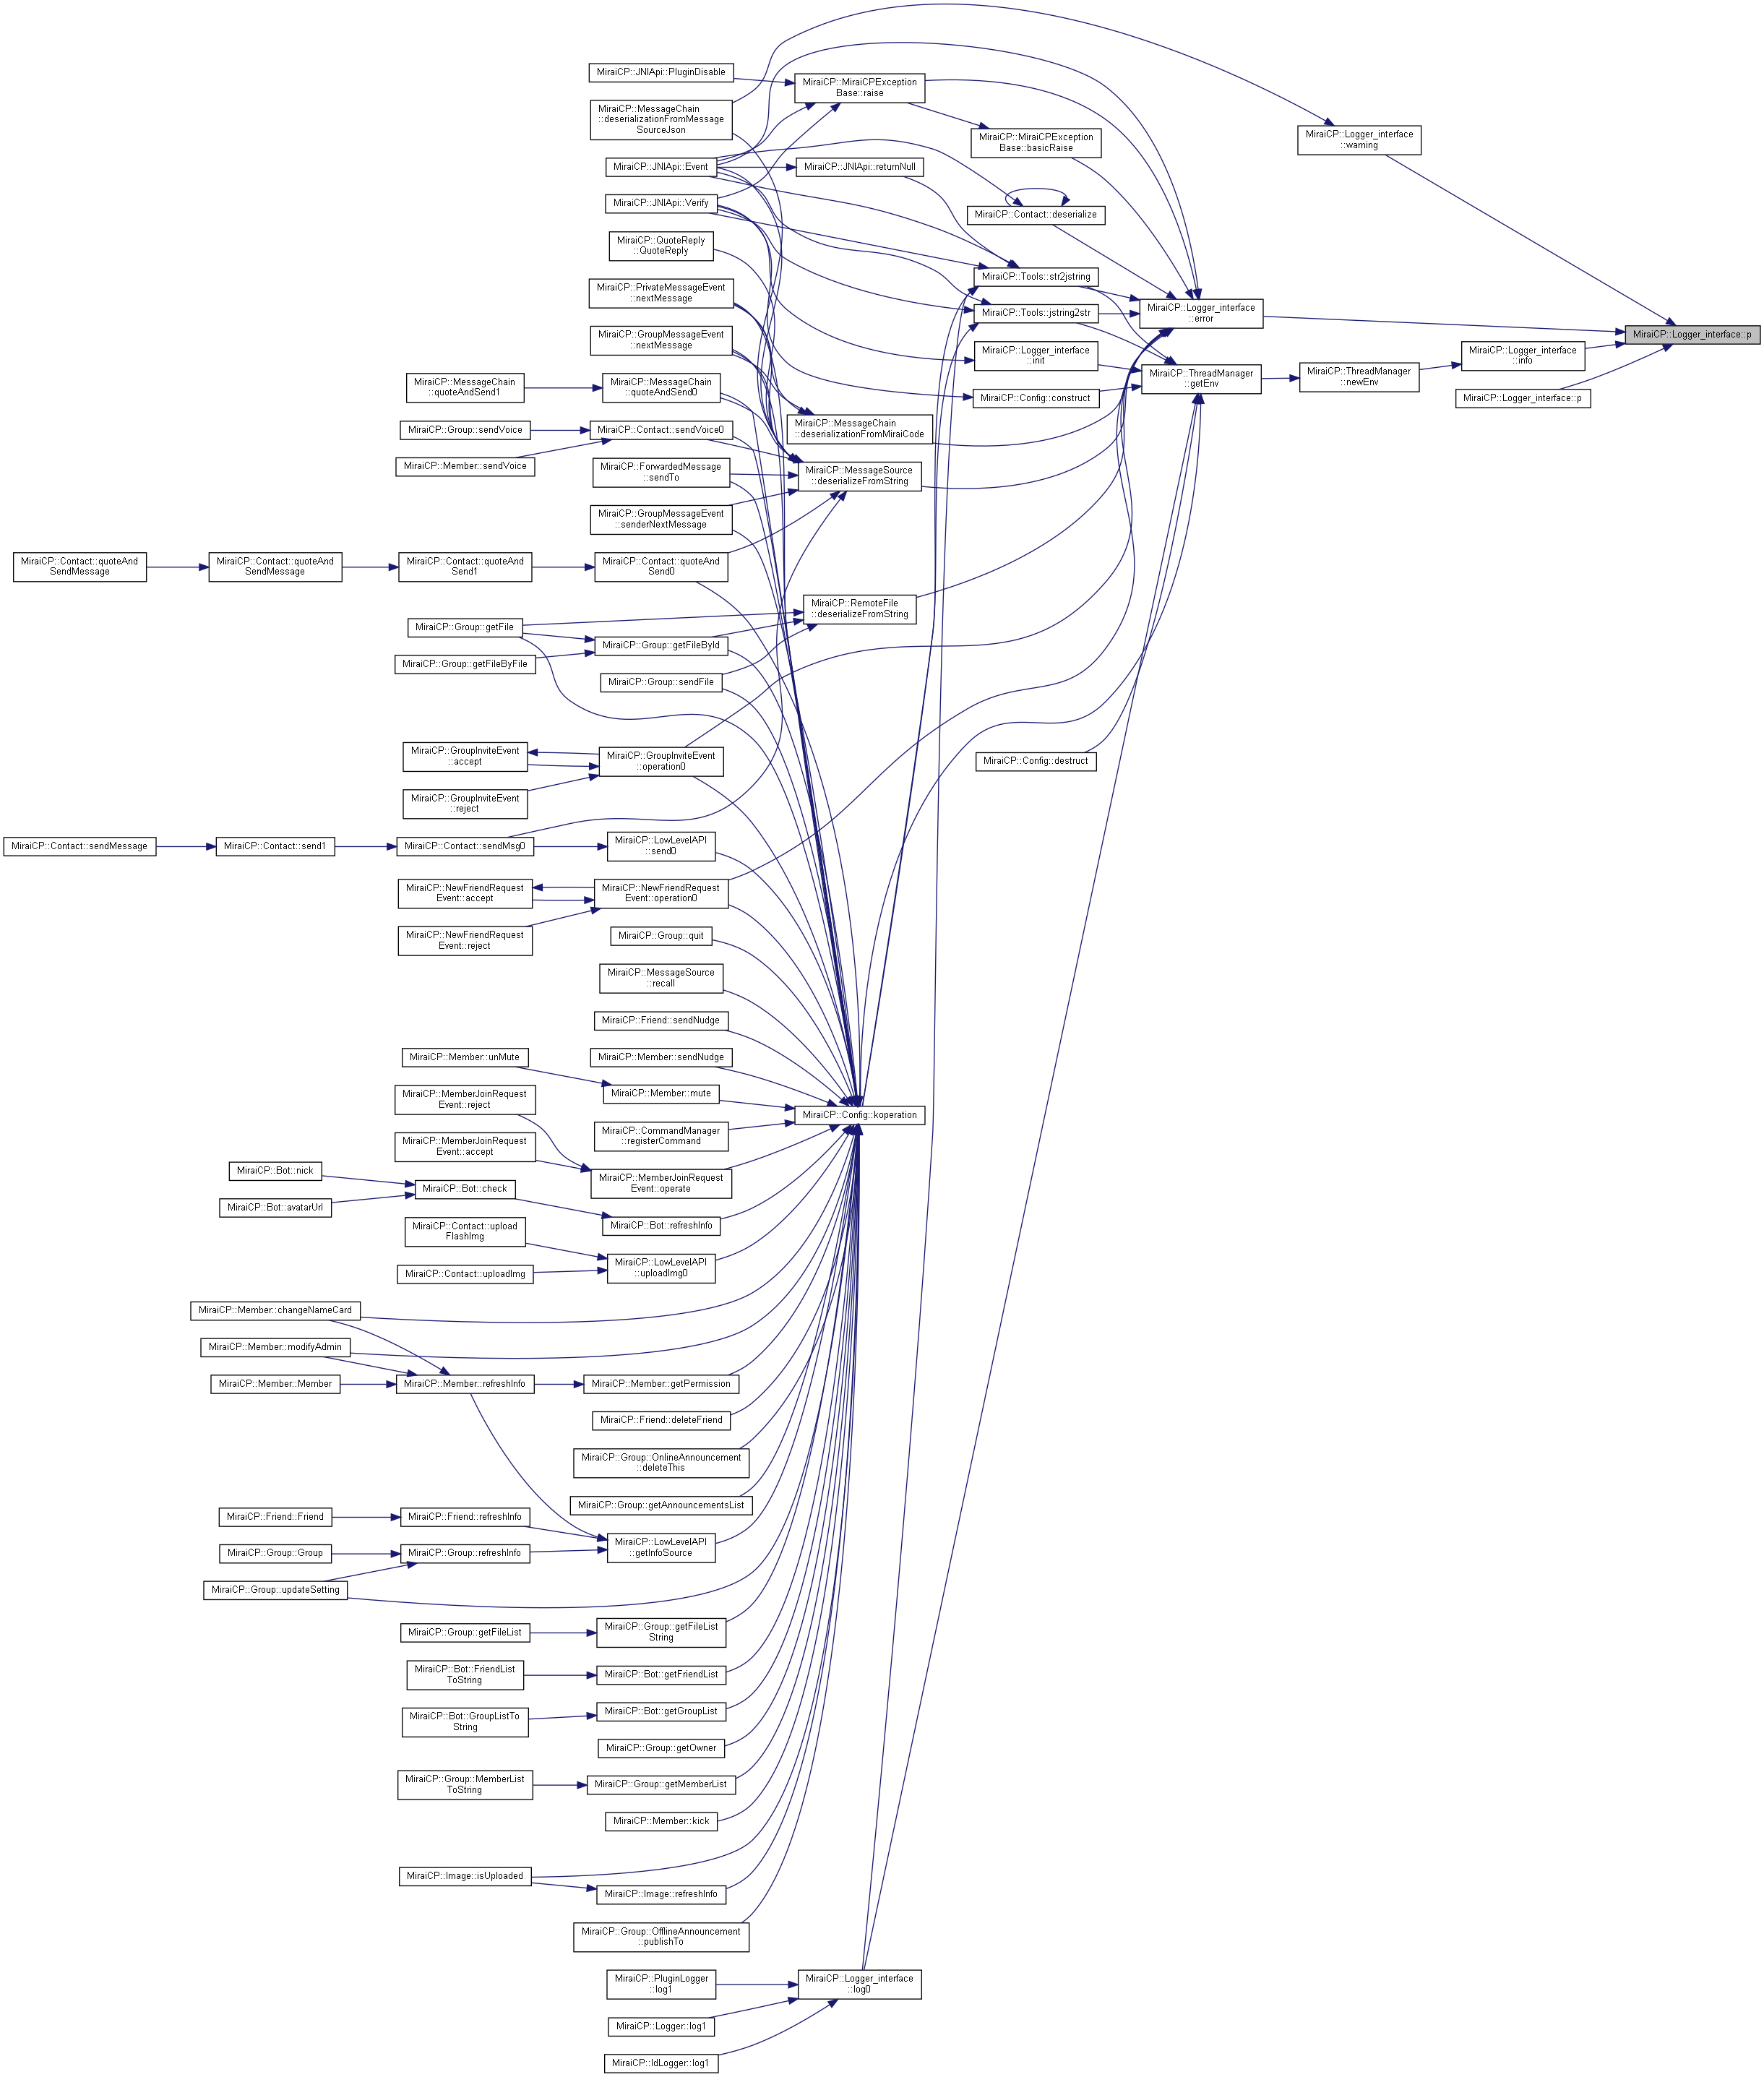 MiraiCP::JNIApi::PluginDisable
MiraiCP::MiraiCPException
Base::raise
MiraiCP::MessageChain
::deserializationFromMessage
SourceJson
MiraiCP::Logger_interface
::warning
MiraiCP::MiraiCPException
Base::basicRaise
MiraiCP::JNIApi::Event
MiraiCP::JNIApi::returnNull
MiraiCP::JNIApi::Verify
MiraiCP::Contact::deserialize
MiraiCP::QuoteReply
::QuoteReply
MiraiCP::Tools::str2jstring
MiraiCP::PrivateMessageEvent
::nextMessage
MiraiCP::Tools::jstring2str
MiraiCP::Logger_interface
::error
MiraiCP::Logger_interface::p
MiraiCP::GroupMessageEvent
::nextMessage
MiraiCP::Logger_interface
::init
MiraiCP::Logger_interface
::info
MiraiCP::ThreadManager
::getEnv
MiraiCP::ThreadManager
::newEnv
MiraiCP::MessageChain
::quoteAndSend1
MiraiCP::MessageChain
::quoteAndSend0
MiraiCP::Config::construct
MiraiCP::Logger_interface::p
MiraiCP::Group::sendVoice
MiraiCP::Contact::sendVoice0
MiraiCP::MessageChain
::deserializationFromMiraiCode
MiraiCP::Member::sendVoice
MiraiCP::ForwardedMessage
::sendTo
MiraiCP::MessageSource
::deserializeFromString
MiraiCP::GroupMessageEvent
::senderNextMessage
MiraiCP::Contact::quoteAnd
SendMessage
MiraiCP::Contact::quoteAnd
SendMessage
MiraiCP::Contact::quoteAnd
Send1
MiraiCP::Contact::quoteAnd
Send0
MiraiCP::RemoteFile
::deserializeFromString
MiraiCP::Group::getFile
MiraiCP::Group::getFileById
MiraiCP::Group::getFileByFile
MiraiCP::Group::sendFile
MiraiCP::GroupInviteEvent
::accept
MiraiCP::GroupInviteEvent
::operation0
MiraiCP::Config::destruct
MiraiCP::GroupInviteEvent
::reject
MiraiCP::Contact::sendMessage
MiraiCP::Contact::send1
MiraiCP::Contact::sendMsg0
MiraiCP::LowLevelAPI
::send0
MiraiCP::NewFriendRequest
Event::accept
MiraiCP::NewFriendRequest
Event::operation0
MiraiCP::NewFriendRequest
Event::reject
MiraiCP::Group::quit
MiraiCP::MessageSource
::recall
MiraiCP::Friend::sendNudge
MiraiCP::Member::unMute
MiraiCP::Member::sendNudge
MiraiCP::Member::mute
MiraiCP::MemberJoinRequest
Event::reject
MiraiCP::Config::koperation
MiraiCP::CommandManager
::registerCommand
MiraiCP::MemberJoinRequest
Event::accept
MiraiCP::Bot::nick
MiraiCP::Bot::check
MiraiCP::MemberJoinRequest
Event::operate
MiraiCP::Bot::avatarUrl
MiraiCP::Contact::upload
FlashImg
MiraiCP::Bot::refreshInfo
MiraiCP::Contact::uploadImg
MiraiCP::LowLevelAPI
::uploadImg0
MiraiCP::Member::changeNameCard
MiraiCP::Member::modifyAdmin
MiraiCP::Member::Member
MiraiCP::Member::refreshInfo
MiraiCP::Member::getPermission
MiraiCP::Friend::deleteFriend
MiraiCP::Group::OnlineAnnouncement
::deleteThis
MiraiCP::Group::getAnnouncementsList
MiraiCP::Friend::Friend
MiraiCP::Friend::refreshInfo
MiraiCP::LowLevelAPI
::getInfoSource
MiraiCP::Group::Group
MiraiCP::Group::refreshInfo
MiraiCP::Group::updateSetting
MiraiCP::Group::getFileList
MiraiCP::Group::getFileList
String
MiraiCP::Bot::FriendList
ToString
MiraiCP::Bot::getFriendList
MiraiCP::Bot::GroupListTo
String
MiraiCP::Bot::getGroupList
MiraiCP::Group::getOwner
MiraiCP::Group::MemberList
ToString
MiraiCP::Group::getMemberList
MiraiCP::Member::kick
MiraiCP::Image::isUploaded
MiraiCP::Image::refreshInfo
MiraiCP::Group::OfflineAnnouncement
::publishTo
MiraiCP::PluginLogger
::log1
MiraiCP::Logger_interface
::log0
MiraiCP::Logger::log1
MiraiCP::IdLogger::log1